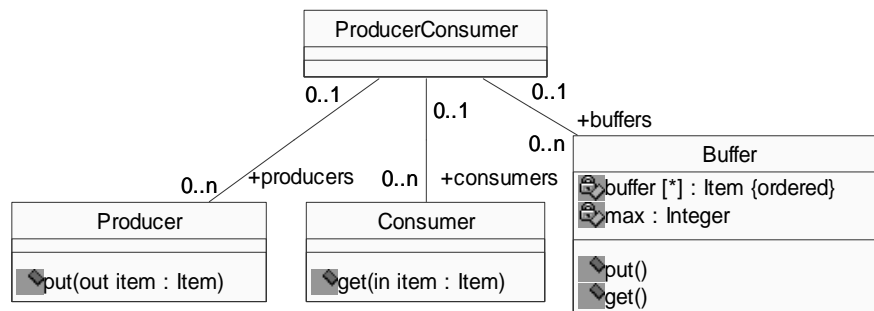 ProducerConsumer
0..1
0..1
0..1
+buffers
0..n
+producers
0..n
+consumers
0..n
Buffer
buffer [*] : Item {ordered}
max : Integer
put()
get()
Producer
put(out item : Item)
Consumer
get(in item : Item)